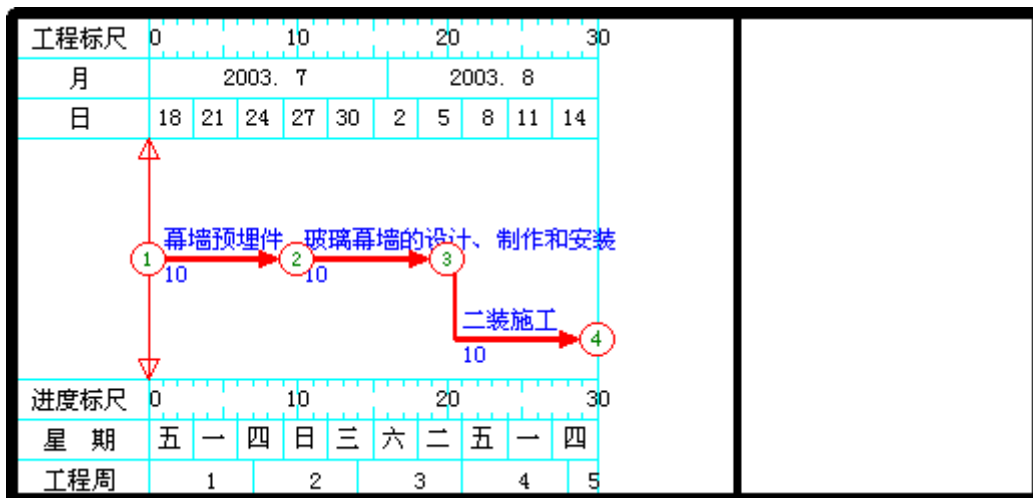 工程标尺 0 10 20 30
月 2003. 7 2003. 8
日 18 21 24 27 30 2 5 8 11 14
幕墙预埋件 玻璃幕墙的设计、制作和安装
1 2 3
10 10
二装施工
4
10
进度标尺 0 10 20 30
星 期 五 一 四 日 三 六 二 五 一 四
工程周 1 2 3 4 5